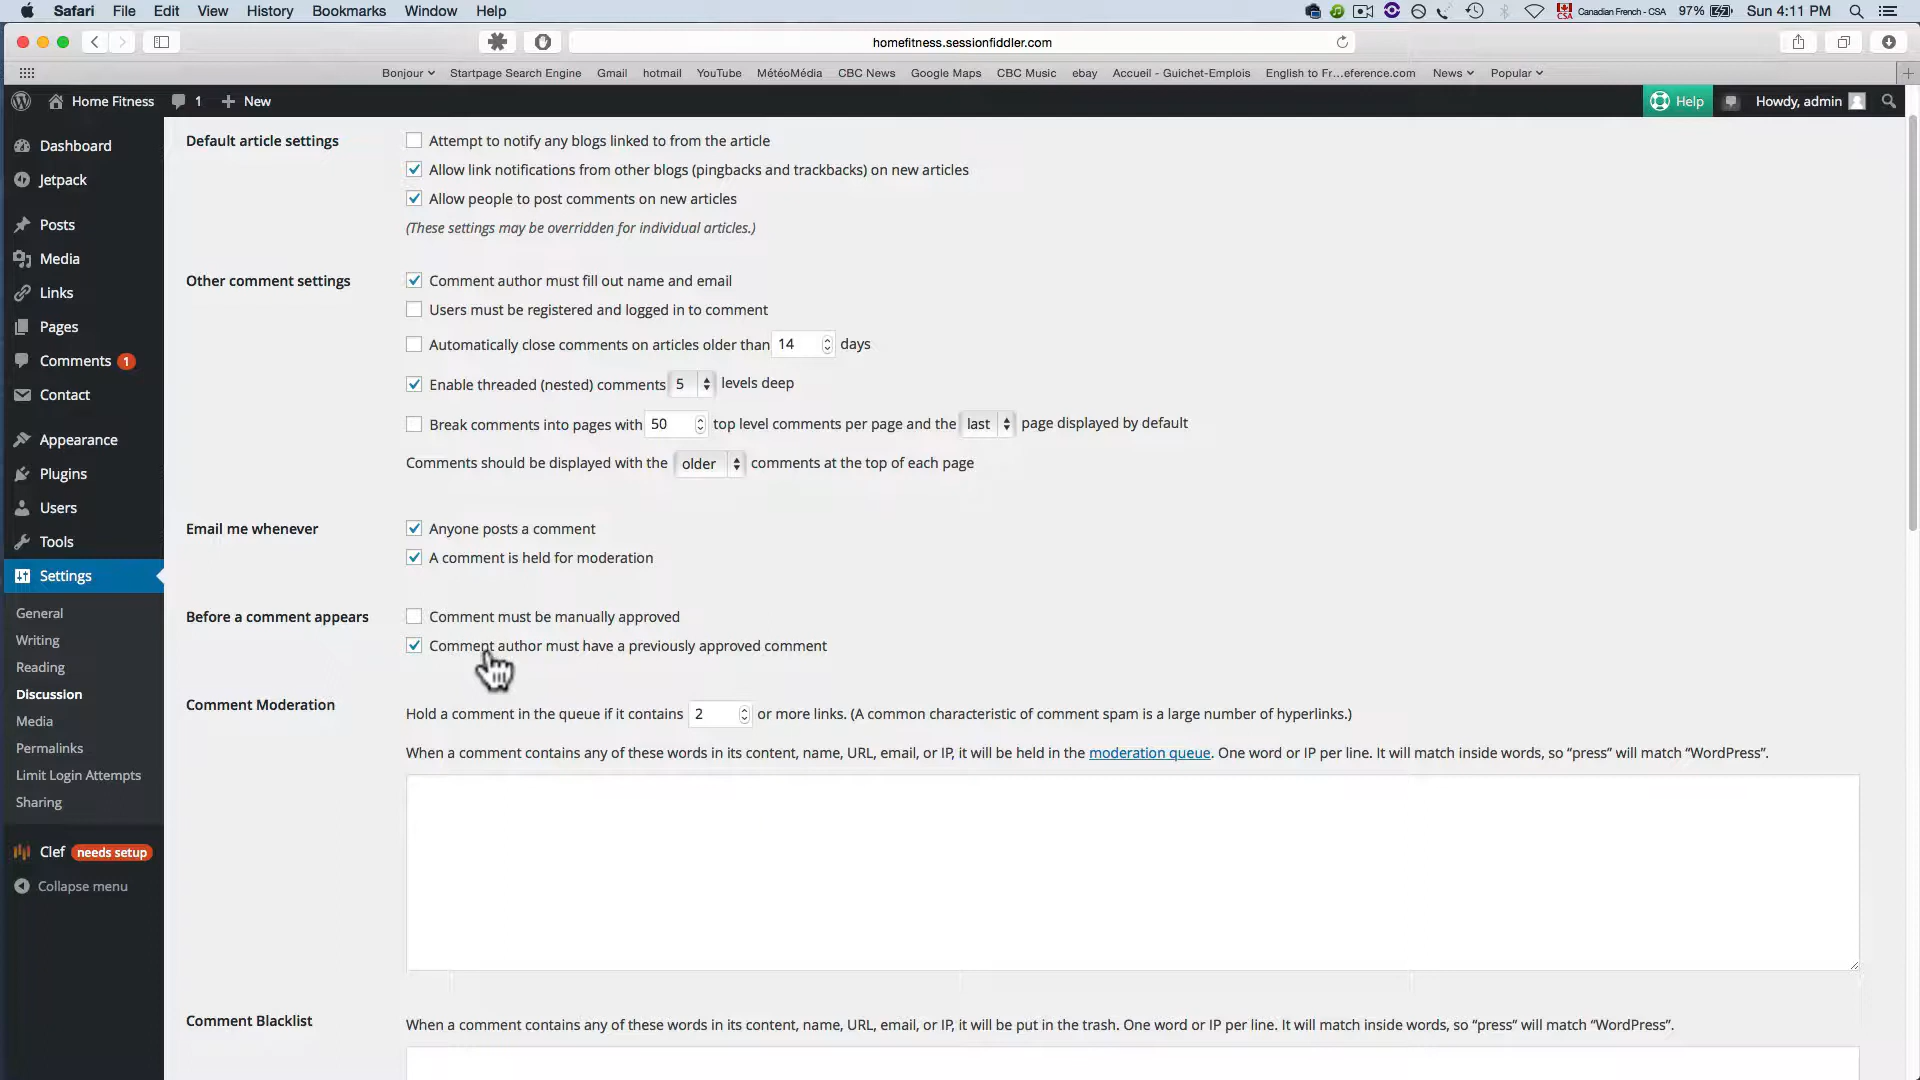 Safari File Edit View History Bookmarks Window Help
Canadian French - CSA 97% Sun 4:11 PM
homefitness.sessionfiddler.com
Bonjour Startpage Search Engine Gmail hotmail YouTube MétéoMédia CBC News Google Maps CBC Music ebay Accueil - Guichet-Emplois English to Fr...eference.com News Popular
Home Fitness 1 + New Help Howdy, admin
Dashboard
Jetpack
Posts
Media
Links
Pages
Comments 1
Contact
Appearance
Plugins
Users
Tools
Settings
General
Writing
Reading
Discussion
Media
Permalinks
Limit Login Attempts
Sharing
Clef needs setup
Collapse menu
Default article settings
Attempt to notify any blogs linked to from the article
Allow link notifications from other blogs (pingbacks and trackbacks) on new articles
Allow people to post comments on new articles
(These settings may be overridden for individual articles.)
Other comment settings
Comment author must fill out name and email
Users must be registered and logged in to comment
Automatically close comments on articles older than 14 days
Enable threaded (nested) comments 5 levels deep
Break comments into pages with 50 top level comments per page and the last page displayed by default
Comments should be displayed with the older comments at the top of each page
Email me whenever
Anyone posts a comment
A comment is held for moderation
Before a comment appears
Comment must be manually approved
Comment author must have a previously approved comment
Comment Moderation
Hold a comment in the queue if it contains 2 or more links. (A common characteristic of comment spam is a large number of hyperlinks.)
When a comment contains any of these words in its content, name, URL, email, or IP, it will be held in the moderation queue. One word or IP per line. It will match inside words, so “press” will match “WordPress”.
Comment Blacklist
When a comment contains any of these words in its content, name, URL, email, or IP, it will be put in the trash. One word or IP per line. It will match inside words, so “press” will match “WordPress”.